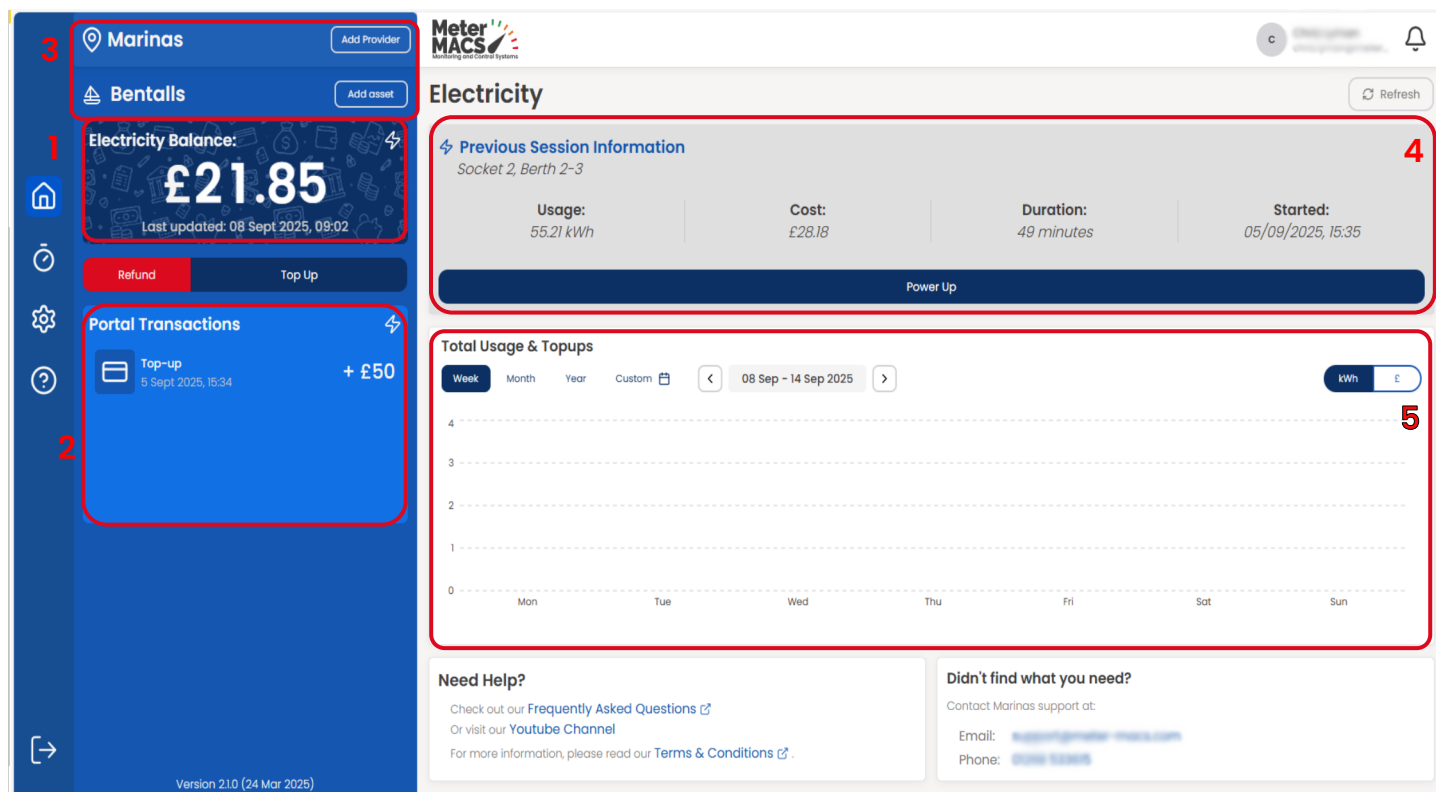 3
Marinas
Add Provider
Bentalls
Add asset
1
Electricity Balance:
£21.85
Last updated: 08 Sept 2025, 09:02
Refund
Top Up
2
Portal Transactions
Top-up
5 Sept 2025, 15:34
+ £50
Version 2.1.0 (24 Mar 2025)
Meter
MACS
Monitoring and Control Systems
C
Electricity
Refresh
4
Previous Session Information
Socket 2, Berth 2-3
Usage: Cost: Duration: Started:
55.21 kWh £28.18 49 minutes 05/09/2025, 15:35
Power Up
5
Total Usage & Topups
Week Month Year Custom 08 Sep - 14 Sep 2025 kWh £
4
3
2
1
0
Mon Tue Wed Thu Fri Sat Sun
Need Help?
Check out our Frequently Asked Questions
Or visit our Youtube Channel
For more information, please read our Terms & Conditions .
Didn't find what you need?
Contact Marinas support at:
Email:
Phone: